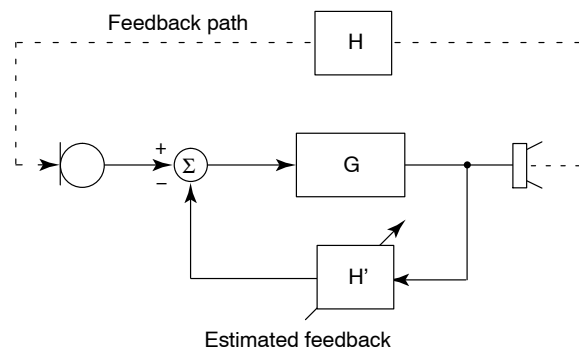 Feedback path
H
+
Σ
−
G
H’
Estimated feedback